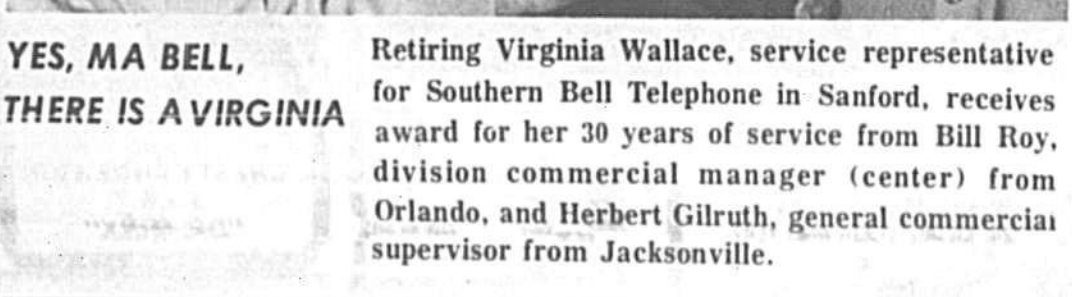 YES, MA BELL,
THERE IS A VIRGINIA
Retiring Virginia Wallace, service representative
for Southern Bell Telephone in Sanford, receives
award for her 30 years of service from Bill Roy,
division commercial manager (center) from
Orlando, and Herbert Gilruth, general commercial
supervisor from Jacksonville.